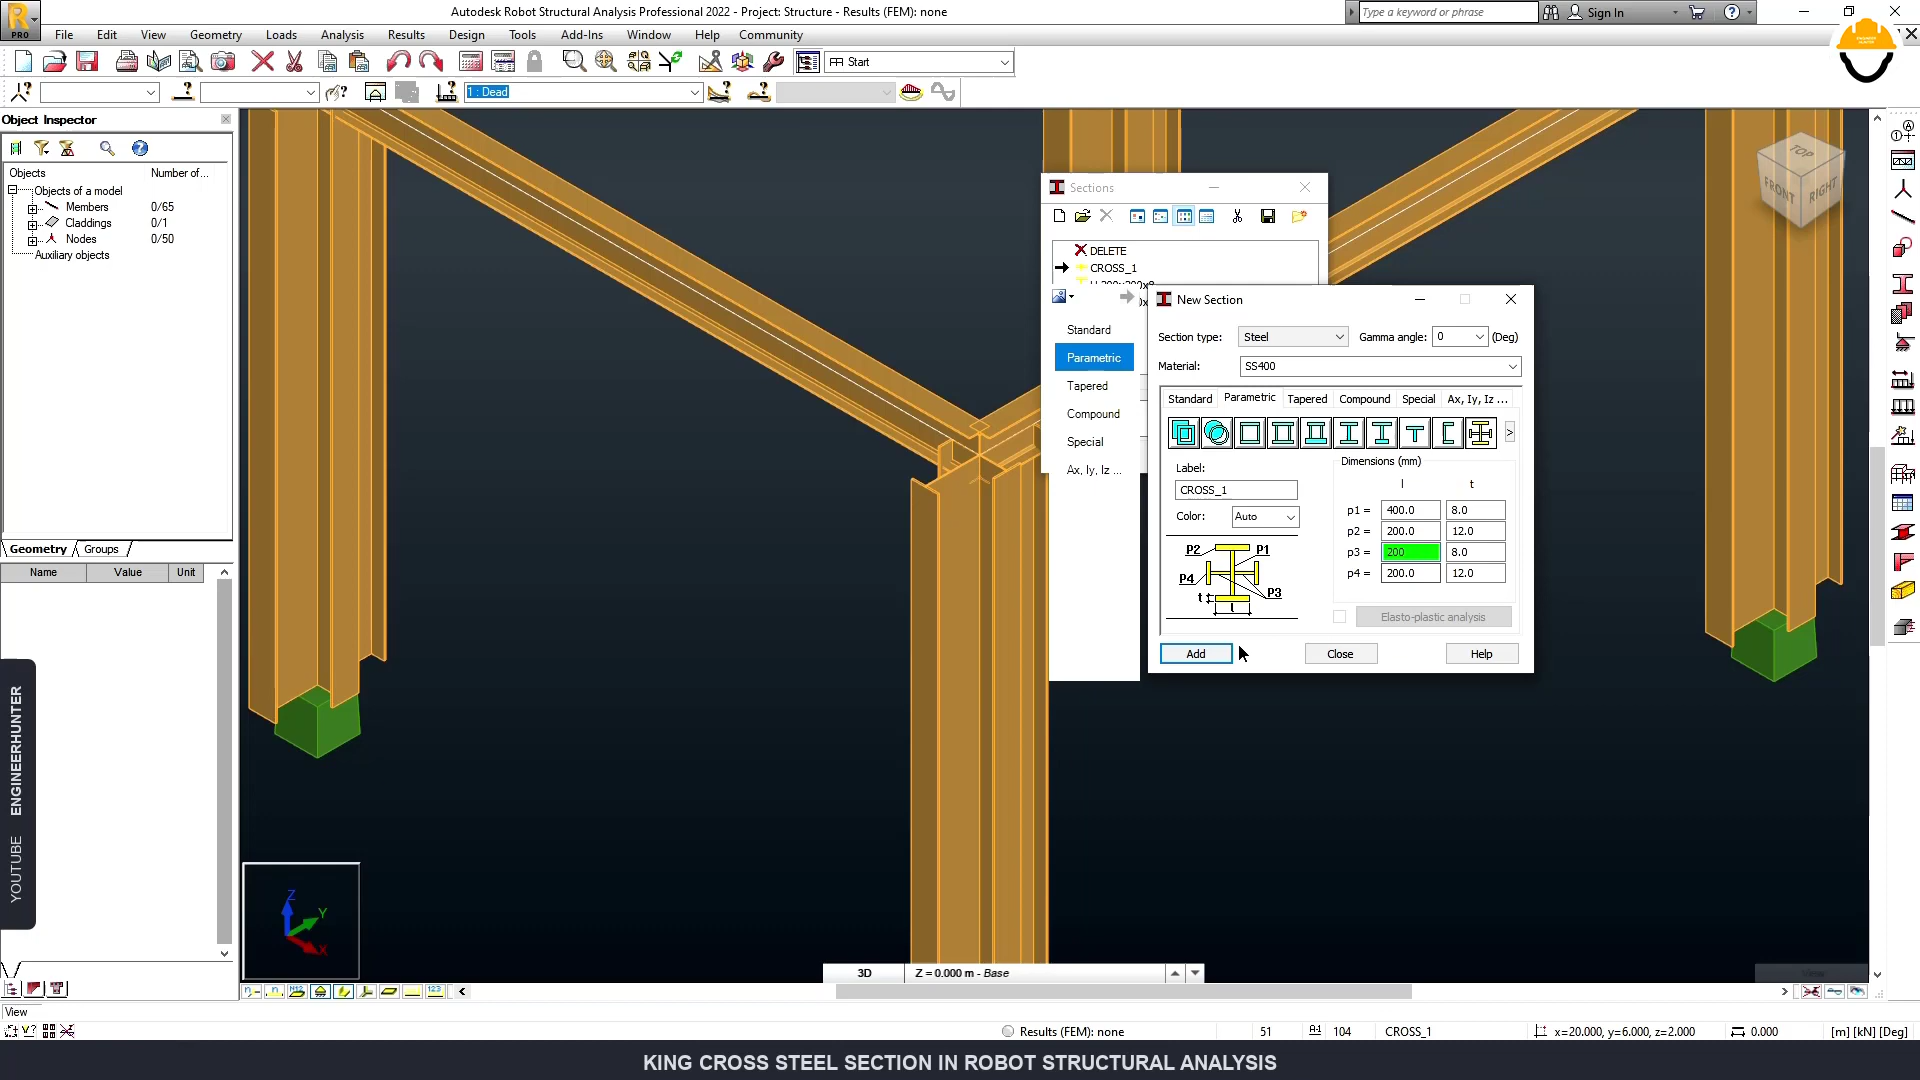 Autodesk Robot Structural Analysis Professional 2022 - Project: Structure - Results (FEM): none
Type a keyword or phrase
Sign In
PRO
File Edit View Geometry Loads Analysis Results Design Tools Add-Ins Window Help Community
Start
1 : Dead
Object Inspector
Objects Number of...
Objects of a model
Members 0/65
Claddings 0/1
Nodes 0/50
Auxiliary objects
Geometry Groups
Name Value Unit
TOP
FRONT
RIGHT
Sections
DELETE
CROSS_1
Standard
Parametric
Tapered
Compound
Special
Ax, Iy, Iz ...
New Section
Section type: Steel Gamma angle: 0 (Deg)
Material: SS400
Standard Parametric Tapered Compound Special Ax, Iy, Iz ...
Label:
CROSS_1
Color: Auto
Dimensions (mm)
l t
p1 = 400.0 8.0
p2 = 200.0 12.0
p3 = 200 8.0
p4 = 200.0 12.0
P2 P1
P4
P3
t
l
Elasto-plastic analysis
Add Close Help
YOUTUBE ENGINEERHUNTER
Z
Y
X
3D Z = 0.000 m - Base
View
Results (FEM): none 51 104 CROSS_1 x=20.000, y=6.000, z=2.000 0.000 [m] [kN] [Deg]
KING CROSS STEEL SECTION IN ROBOT STRUCTURAL ANALYSIS